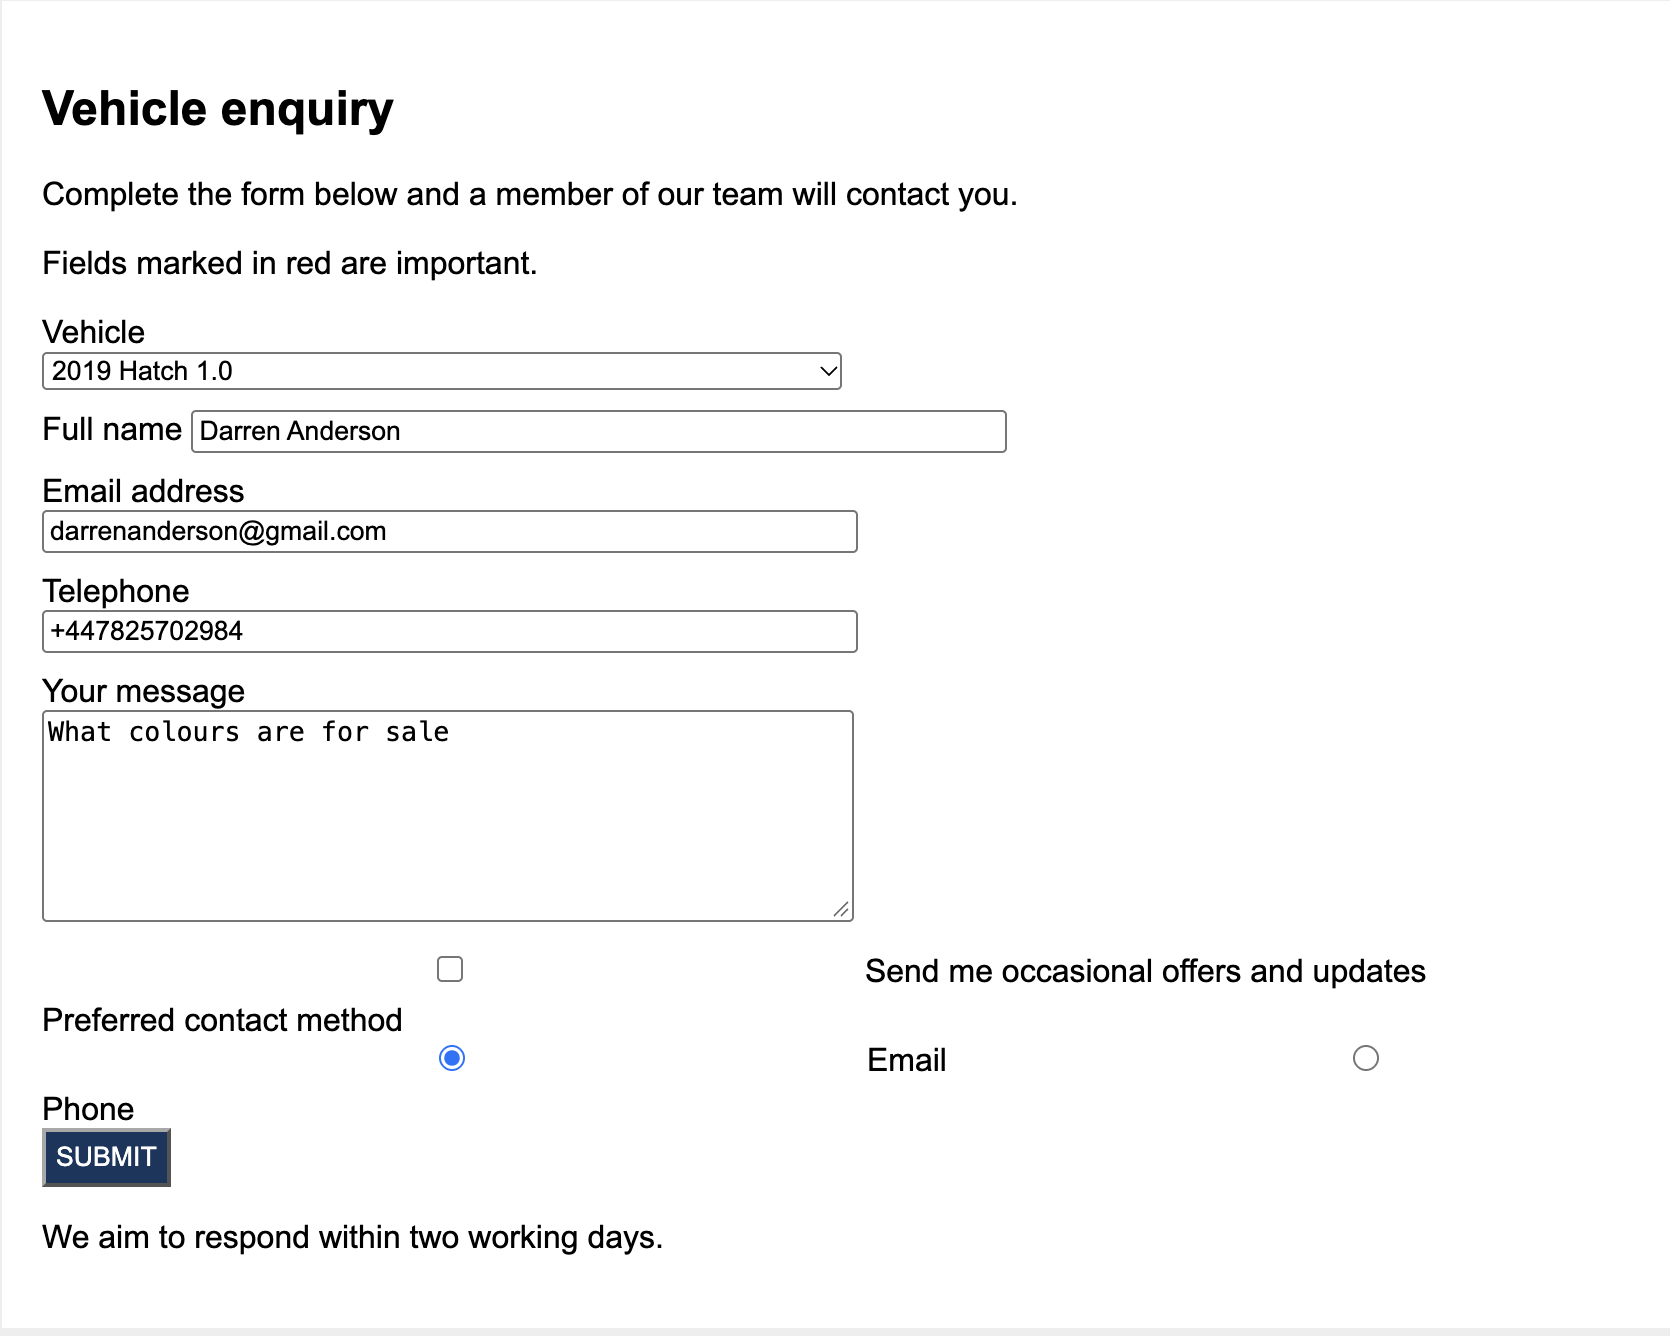 Vehicle enquiry
Complete the form below and a member of our team will contact you.
Fields marked in red are important.
Vehicle
2019 Hatch 1.0
Full name Darren Anderson
Email address
darrenanderson@gmail.com
Telephone
+447825702984
Your message
What colours are for sale
Send me occasional offers and updates
Preferred contact method
Email
Phone
SUBMIT
We aim to respond within two working days.